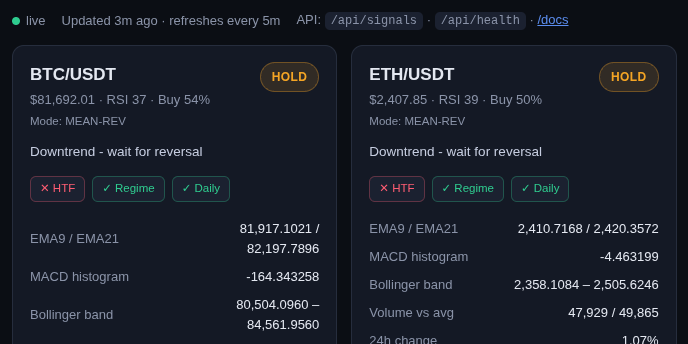 live Updated 3m ago · refreshes every 5m API: /api/signals · /api/health · /docs
BTC/USDT
HOLD
$81,692.01 · RSI 37 · Buy 54%
Mode: MEAN-REV
Downtrend - wait for reversal
✕ HTF ✓ Regime ✓ Daily
EMA9 / EMA21 81,917.1021 /
82,197.7896
MACD histogram -164.343258
Bollinger band 80,504.0960 –
84,561.9560
ETH/USDT
HOLD
$2,407.85 · RSI 39 · Buy 50%
Mode: MEAN-REV
Downtrend - wait for reversal
✕ HTF ✓ Regime ✓ Daily
EMA9 / EMA21 2,410.7168 / 2,420.3572
MACD histogram -4.463199
Bollinger band 2,358.1084 – 2,505.6246
Volume vs avg 47,929 / 49,865
24h change 1.07%